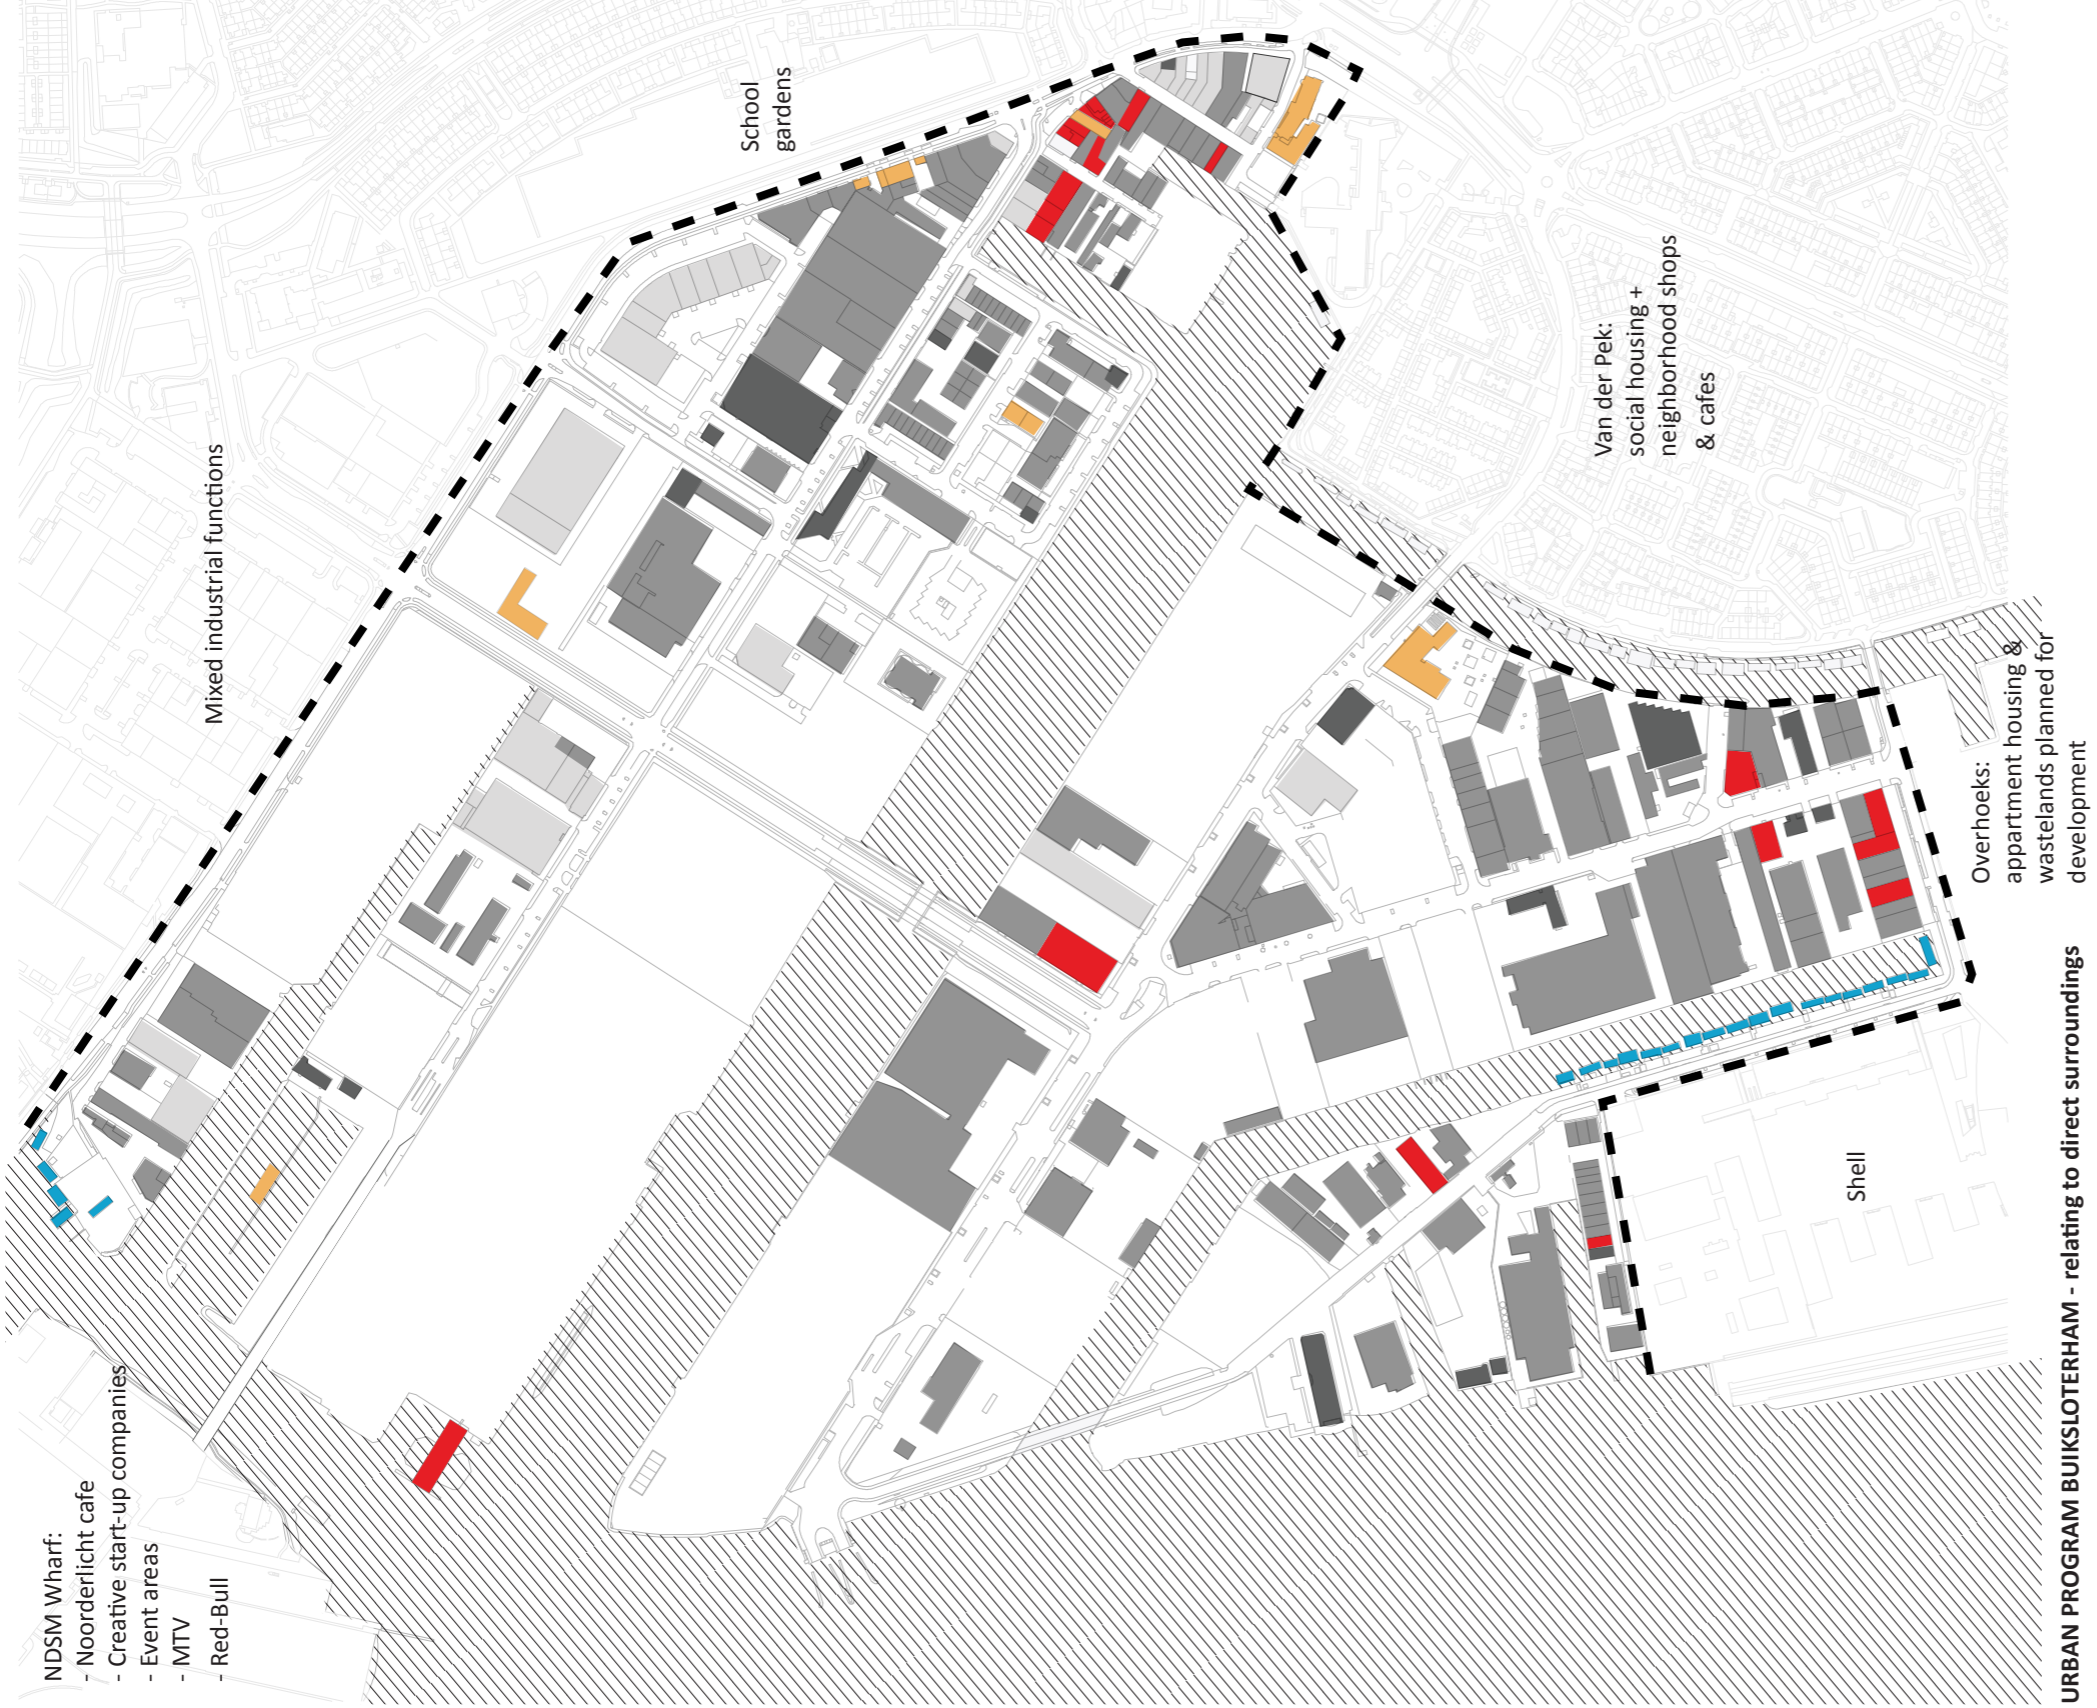 NDSM Wharf:
- Noorderlicht cafe
- Creative start-up companies
- Event areas
- MTV
- Red-Bull
Mixed industrial functions
School
gardens
Van der Pek:
social housing +
neighborhood shops
& cafes
Overhoeks:
appartment housing &
wastelands planned for
development
Shell
URBAN PROGRAM BUIKSLOTERHAM - relating to direct surroundings